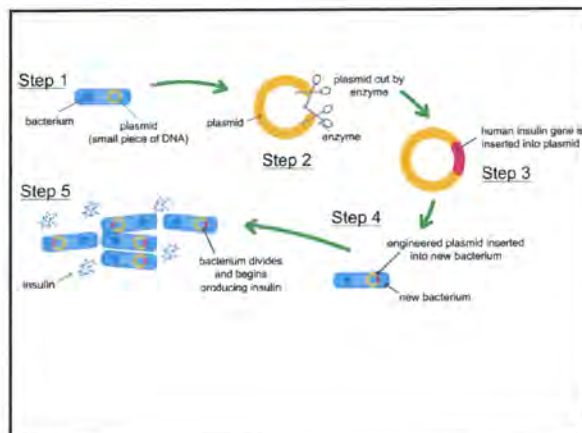 Step 1
bacterium
plasmid
(small piece of DNA)
plasmid
plasmid cut by
enzyme
enzyme
Step 2
human insulin gene is
inserted into plasmid
Step 3
Step 4
engineered plasmid inserted
into new bacterium
new bacterium
Step 5
bacterium divides
and begins
producing insulin
insulin